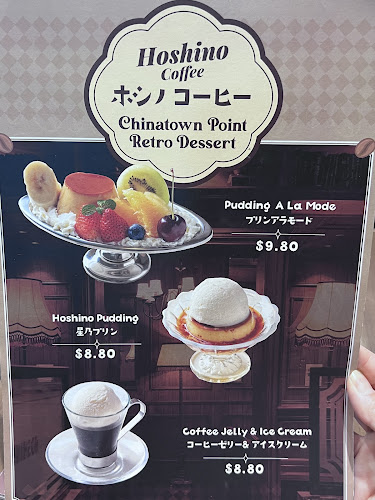 Hoshino
Coffee
ホシノ コーヒー
Chinatown Point
Retro Dessert
Pudding A La Mode
プリンアラモード
$9.80
Hoshino Pudding
星乃プリン
$8.80
Coffee Jelly & Ice Cream
コーヒーゼリー& アイスクリーム
$8.80